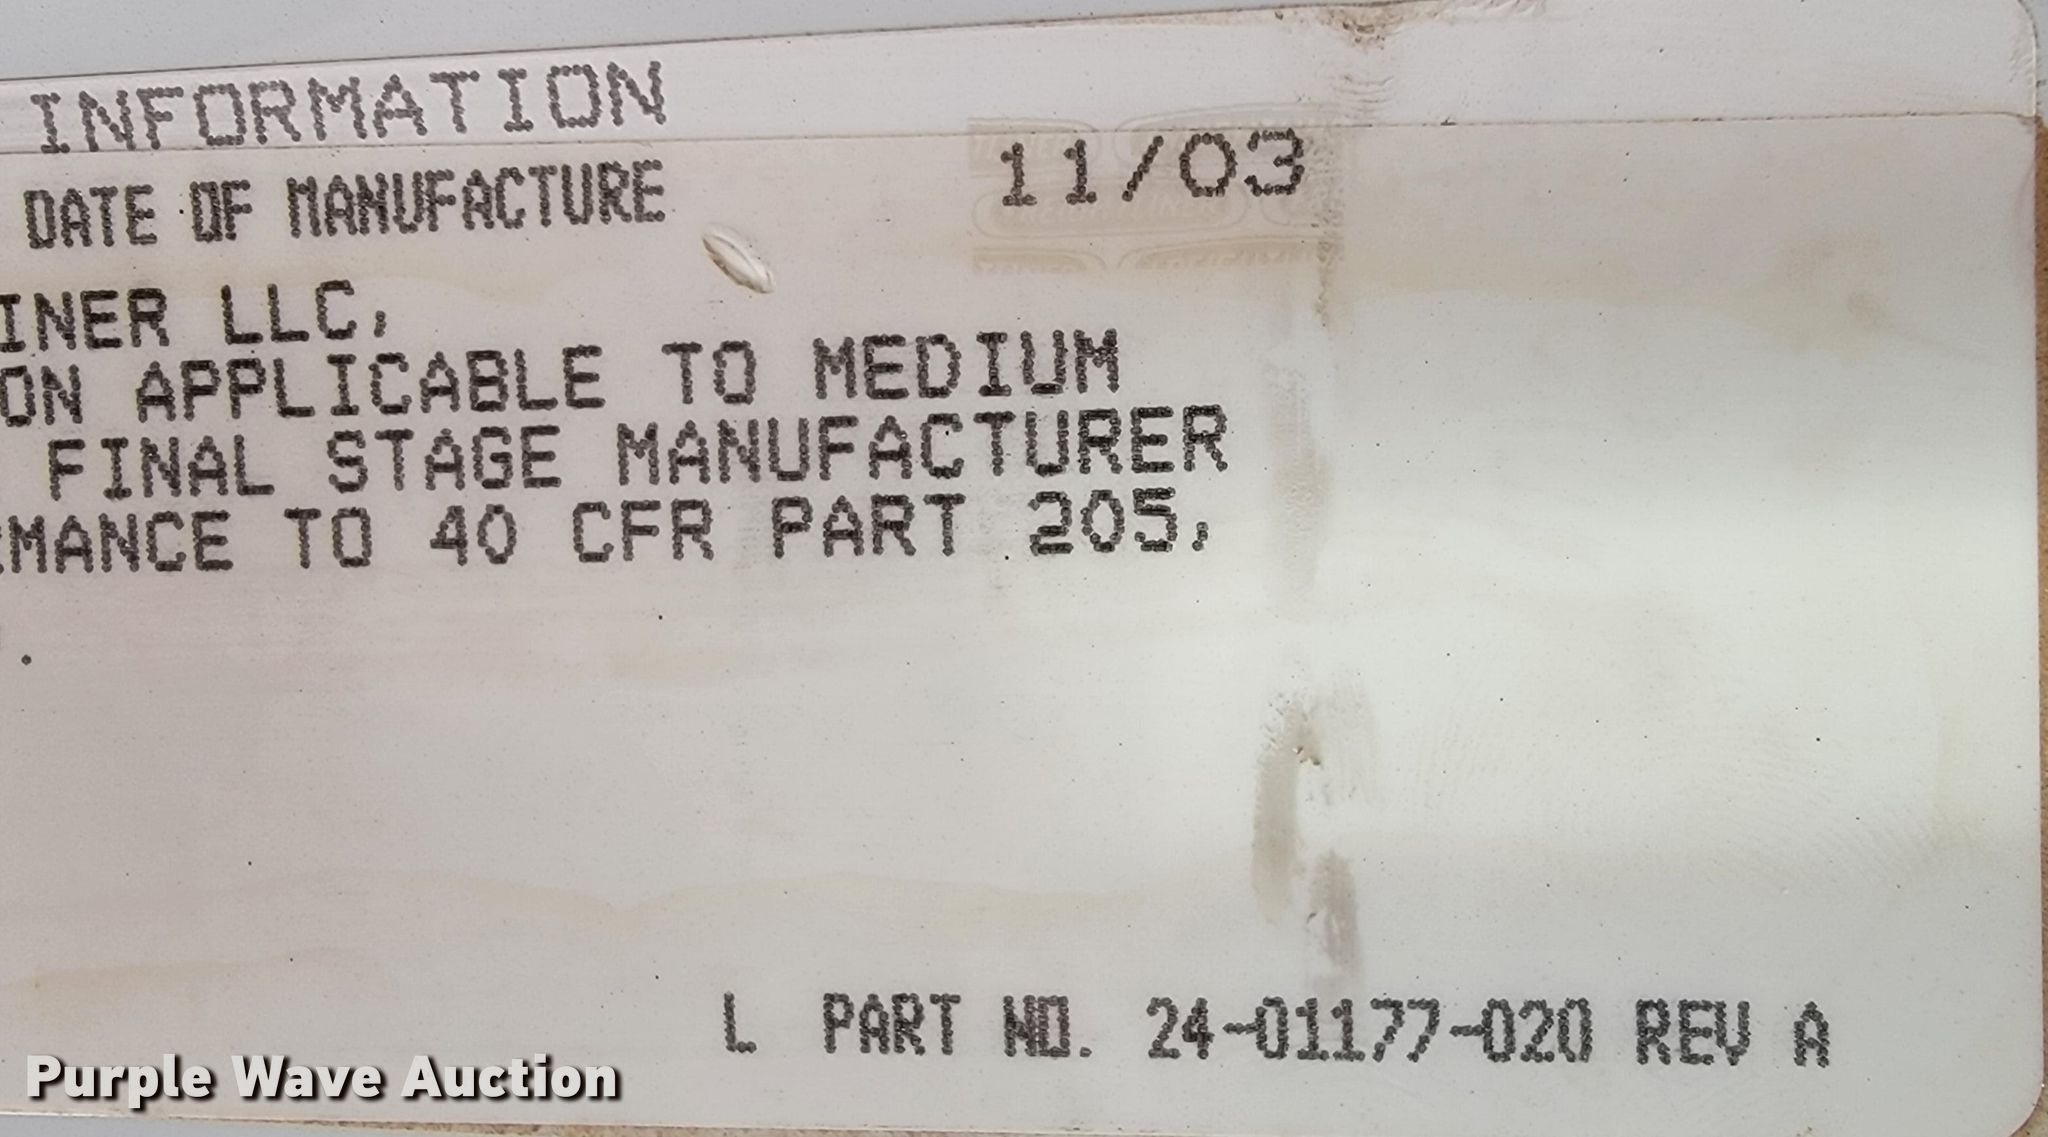 INFORMATION
DATE OF MANUFACTURE 11/03
INER LLC,
ON APPLICABLE TO MEDIUM
FINAL STAGE MANUFACTURER
RMANCE TO 40 CFR PART 205,
.
L PART NO. 24-01177-020 REV A
Purple Wave Auction